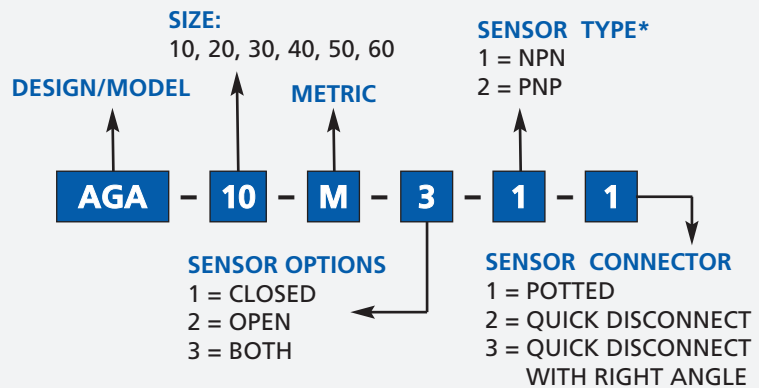 SIZE:
10, 20, 30, 40, 50, 60
SENSOR TYPE*
1 = NPN
2 = PNP
DESIGN/MODEL
METRIC
AGA - 10 - M - 3 - 1 - 1
SENSOR OPTIONS
1 = CLOSED
2 = OPEN
3 = BOTH
SENSOR CONNECTOR
1 = POTTED
2 = QUICK DISCONNECT
3 = QUICK DISCONNECT
WITH RIGHT ANGLE